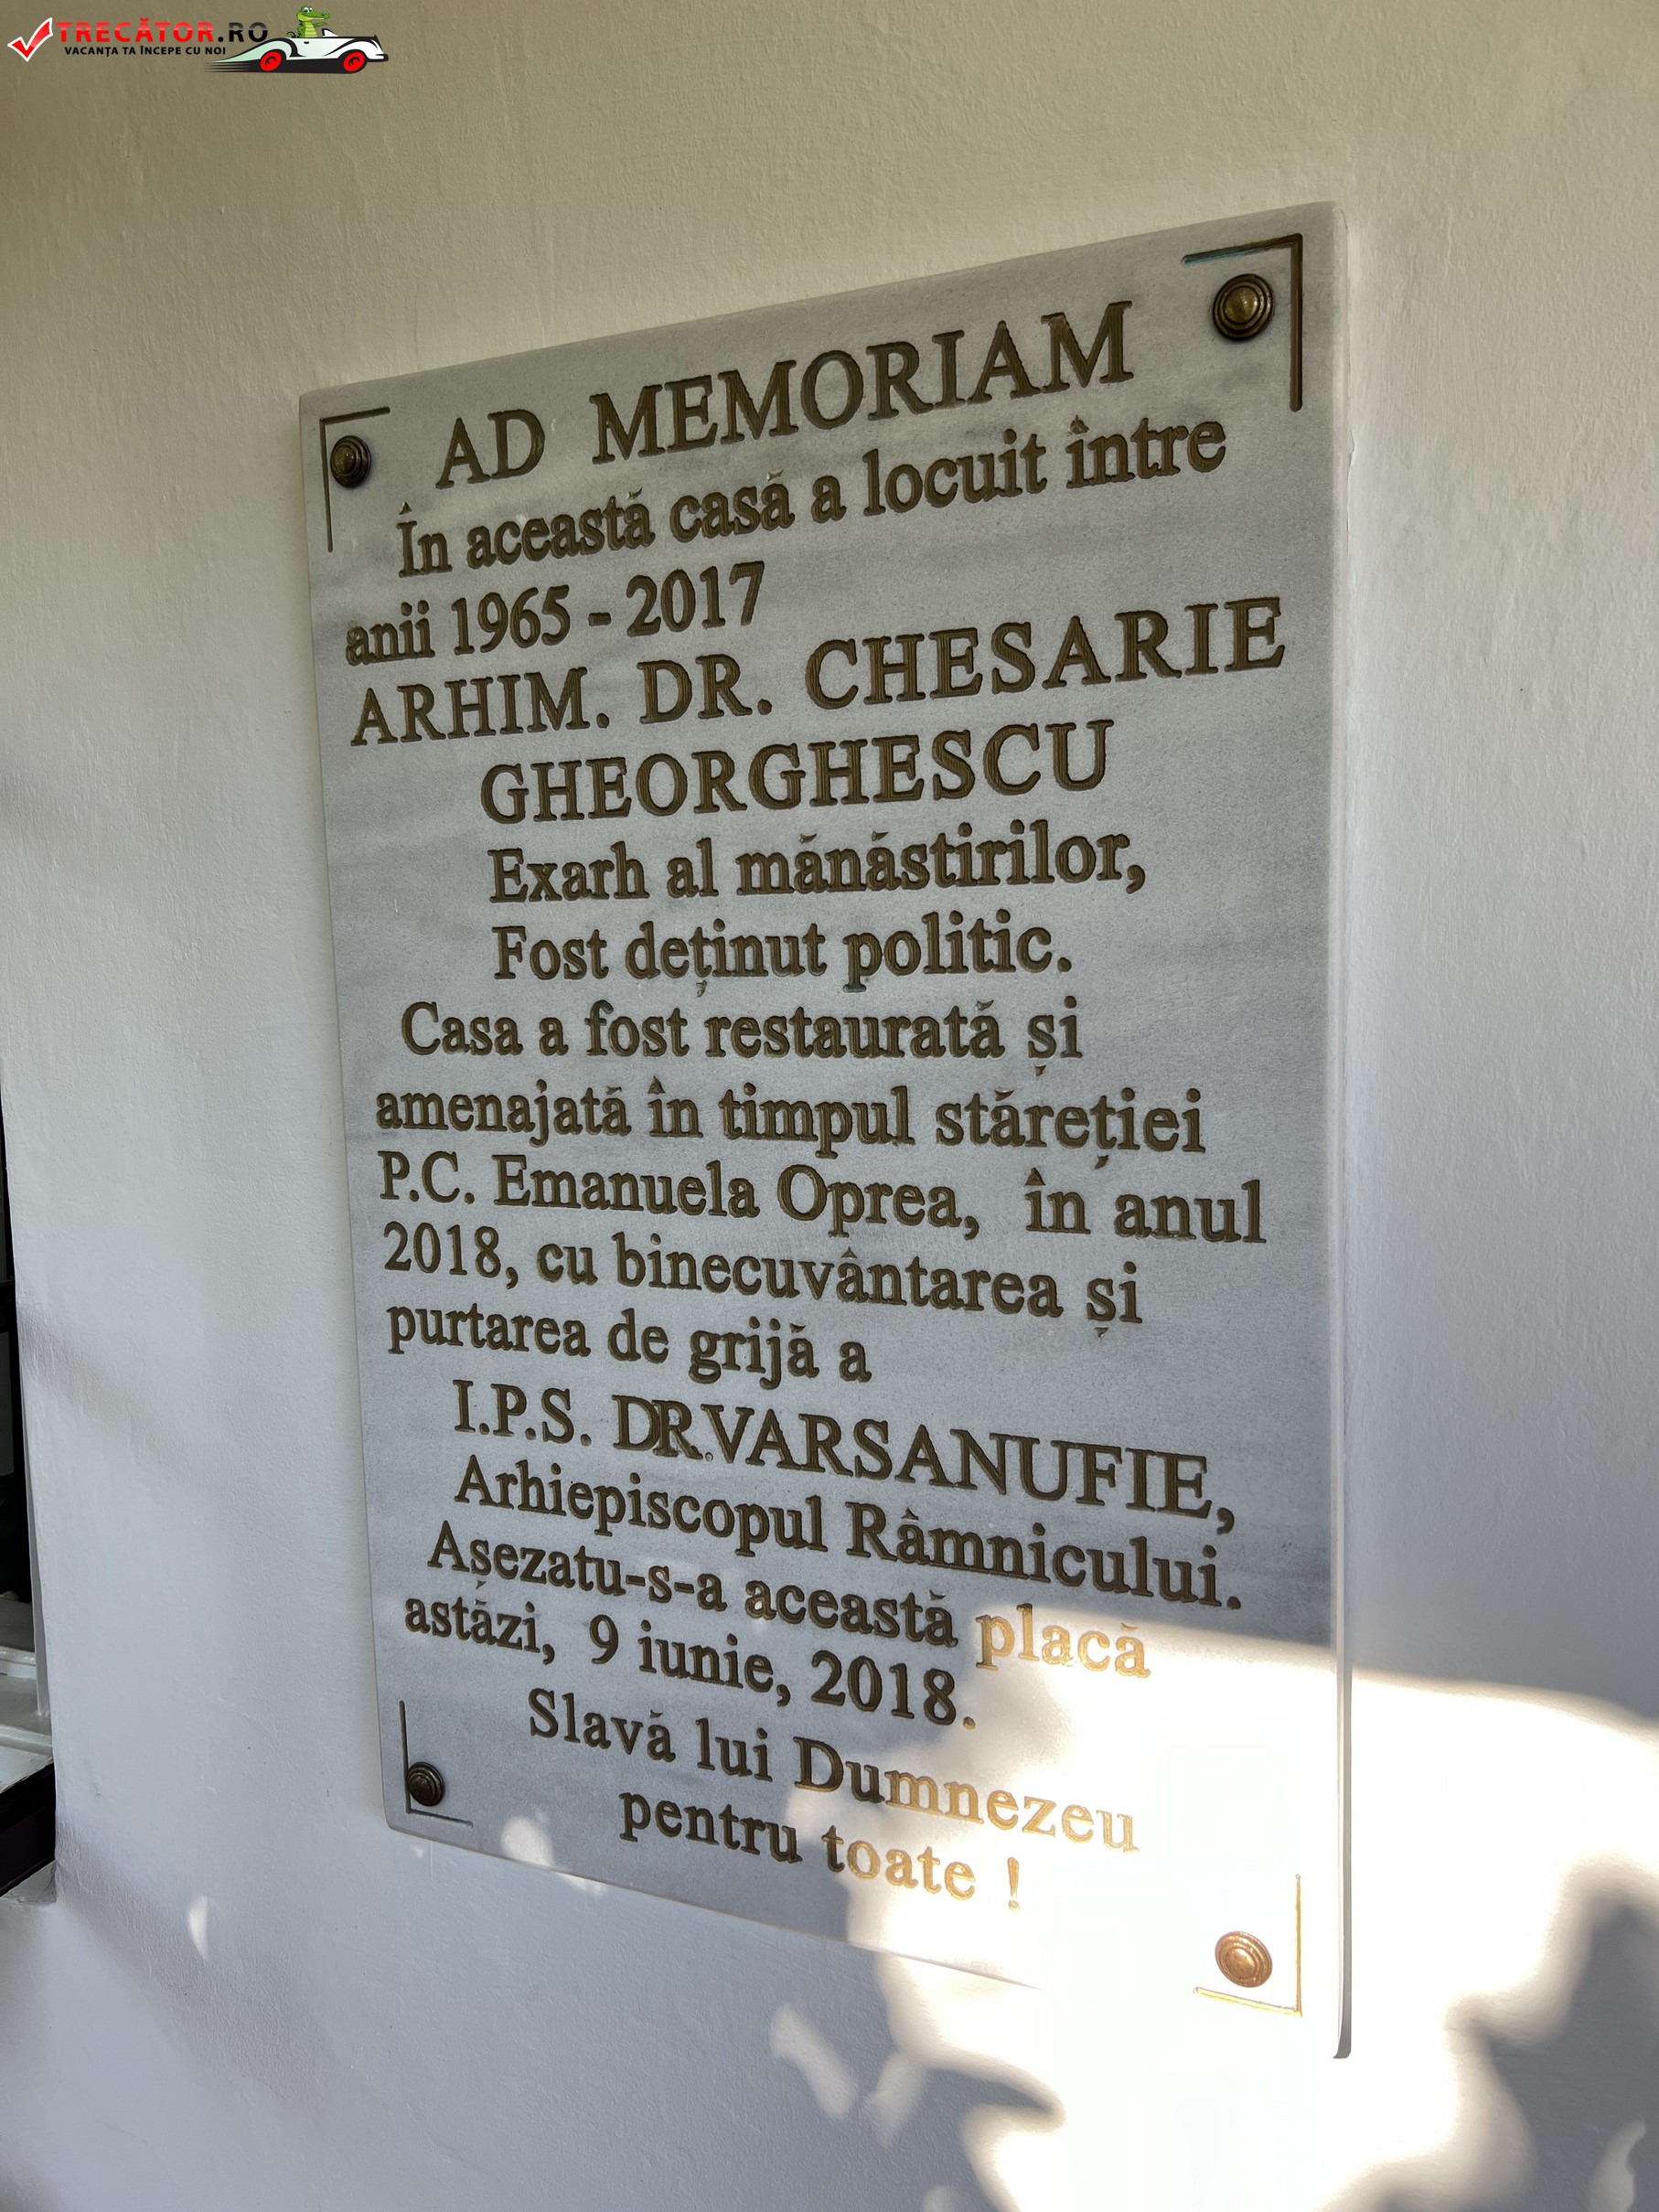 TRECĂTOR.RO
VACANȚA TA ÎNCEPE CU NOI
AD MEMORIAM
În această casă a locuit între
anii 1965 - 2017
ARHIM. DR. CHESARIE
GHEORGHESCU
Exarh al mănăstirilor,
Fost deținut politic.
Casa a fost restaurată și
amenajată în timpul stăreției
P.C. Emanuela Oprea, în anul
2018, cu binecuvântarea și
purtarea de grijă a
I.P.S. DR.VARSANUFIE,
Arhiepiscopul Râmnicului.
Așezatu-s-a această placă
astăzi, 9 iunie, 2018.
Slavă lui Dumnezeu
pentru toate !